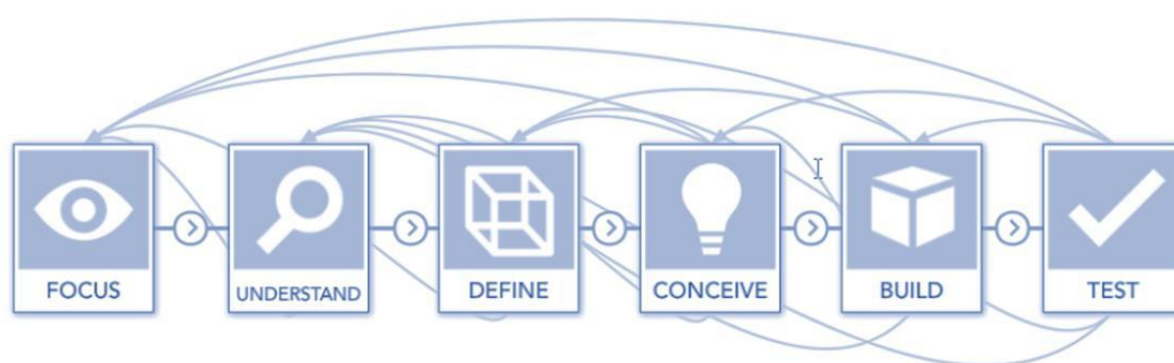 FOCUS
UNDERSTAND
DEFINE
CONCEIVE
BUILD
TEST